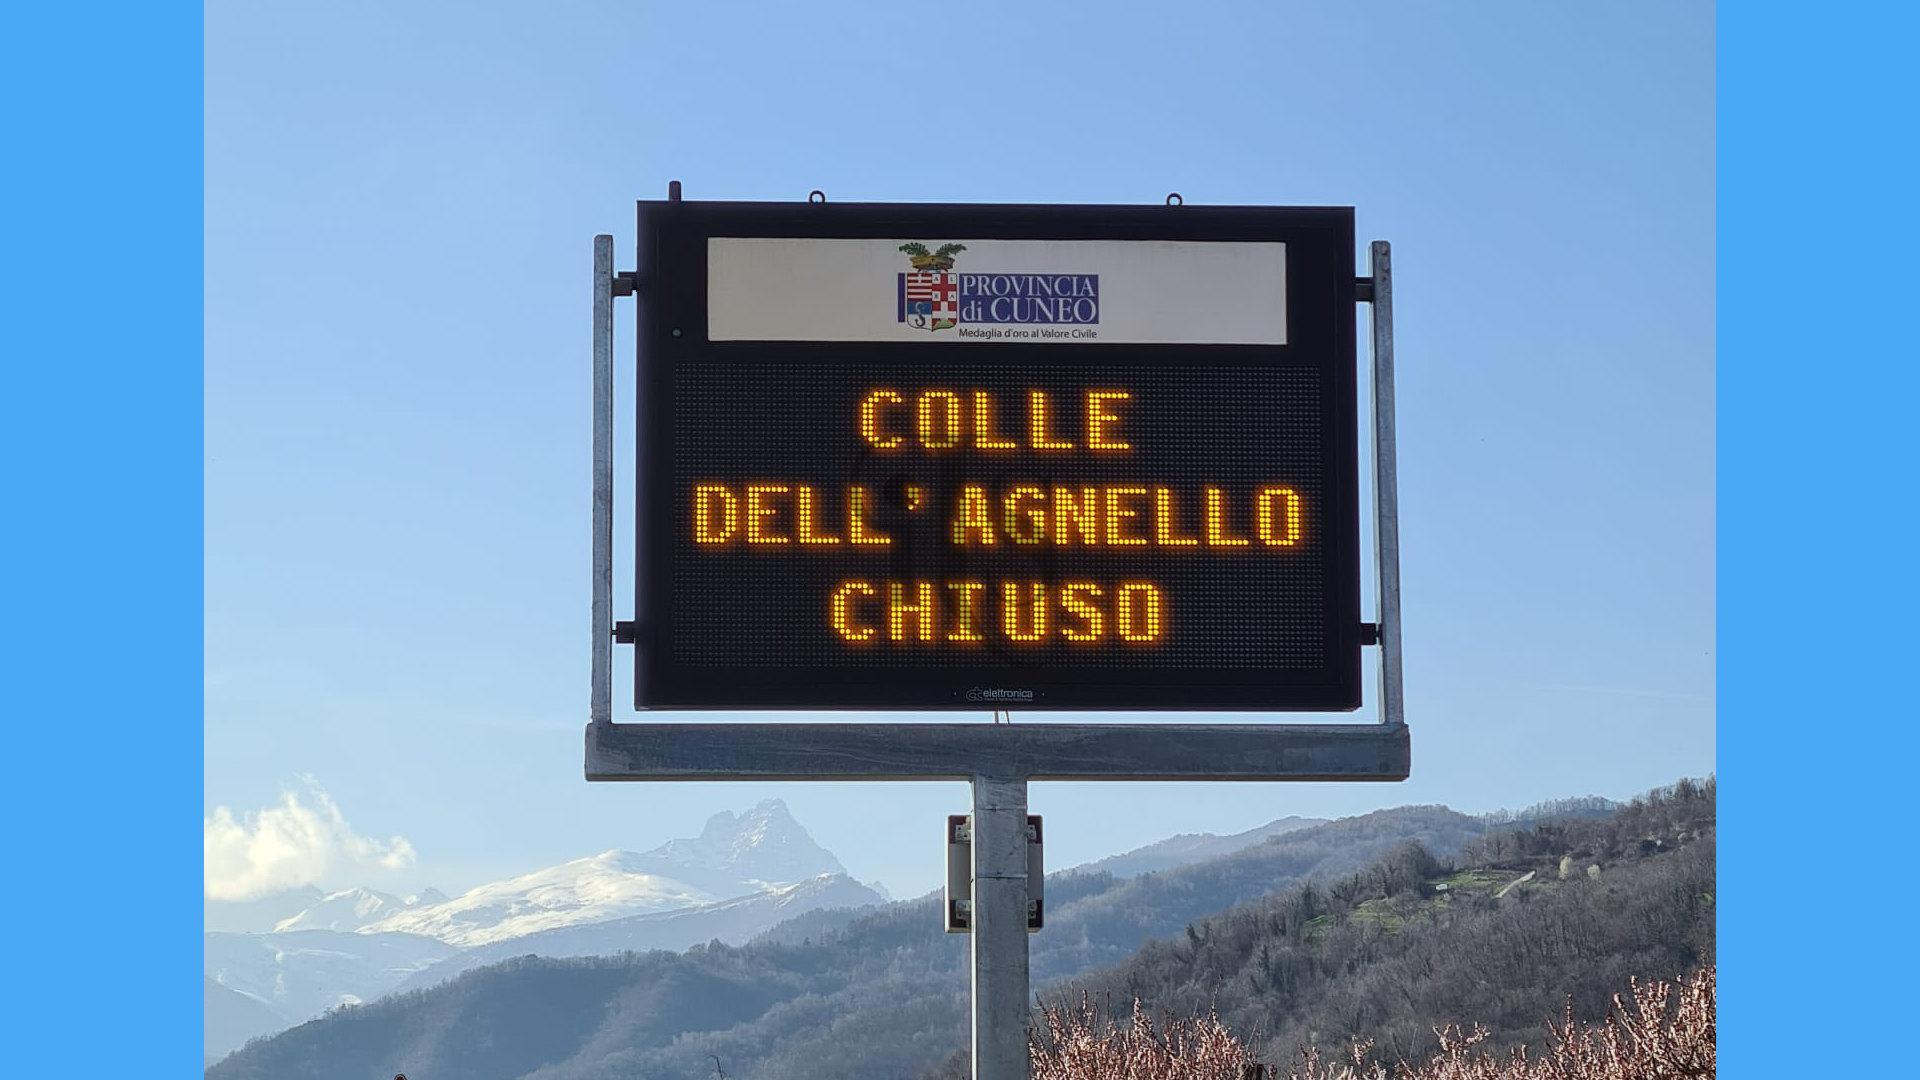 PROVINCIA
di CUNEO
Medaglia d'oro al Valore Civile
COLLE
DELL'AGNELLO
CHIUSO
elettronica